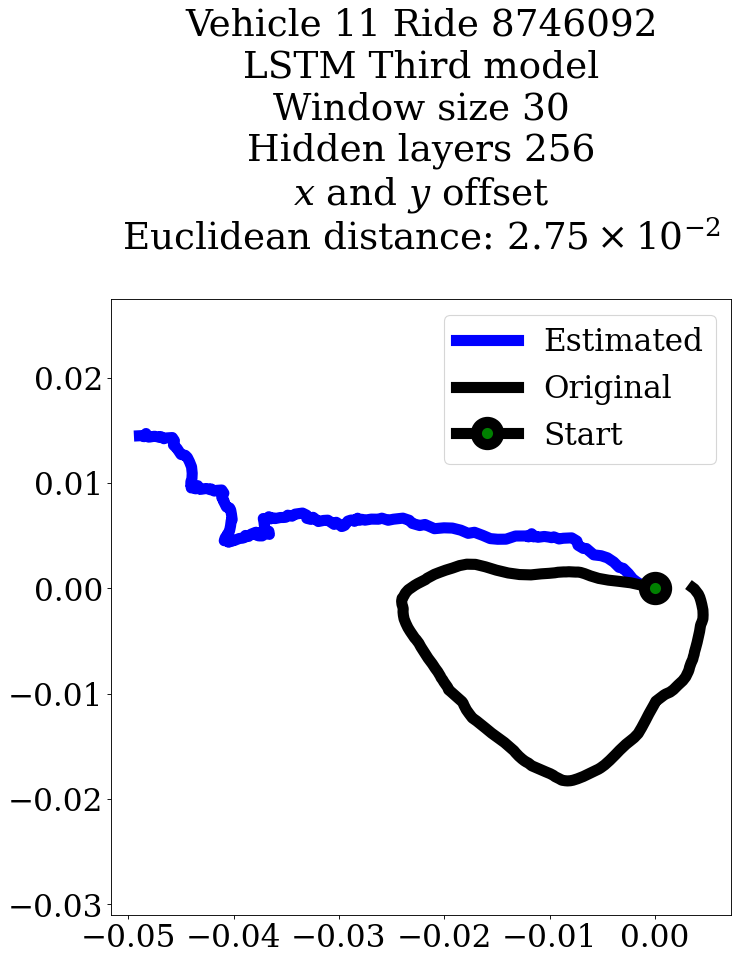 Vehicle 11 Ride 8746092
LSTM Third model
Window size 30
Hidden layers 256
x and y offset
Euclidean distance: 2.75 × 10⁻²
Estimated
Original
Start
0.02
0.01
0.00
−0.01
−0.02
−0.03
−0.05 −0.04 −0.03 −0.02 −0.01 0.00